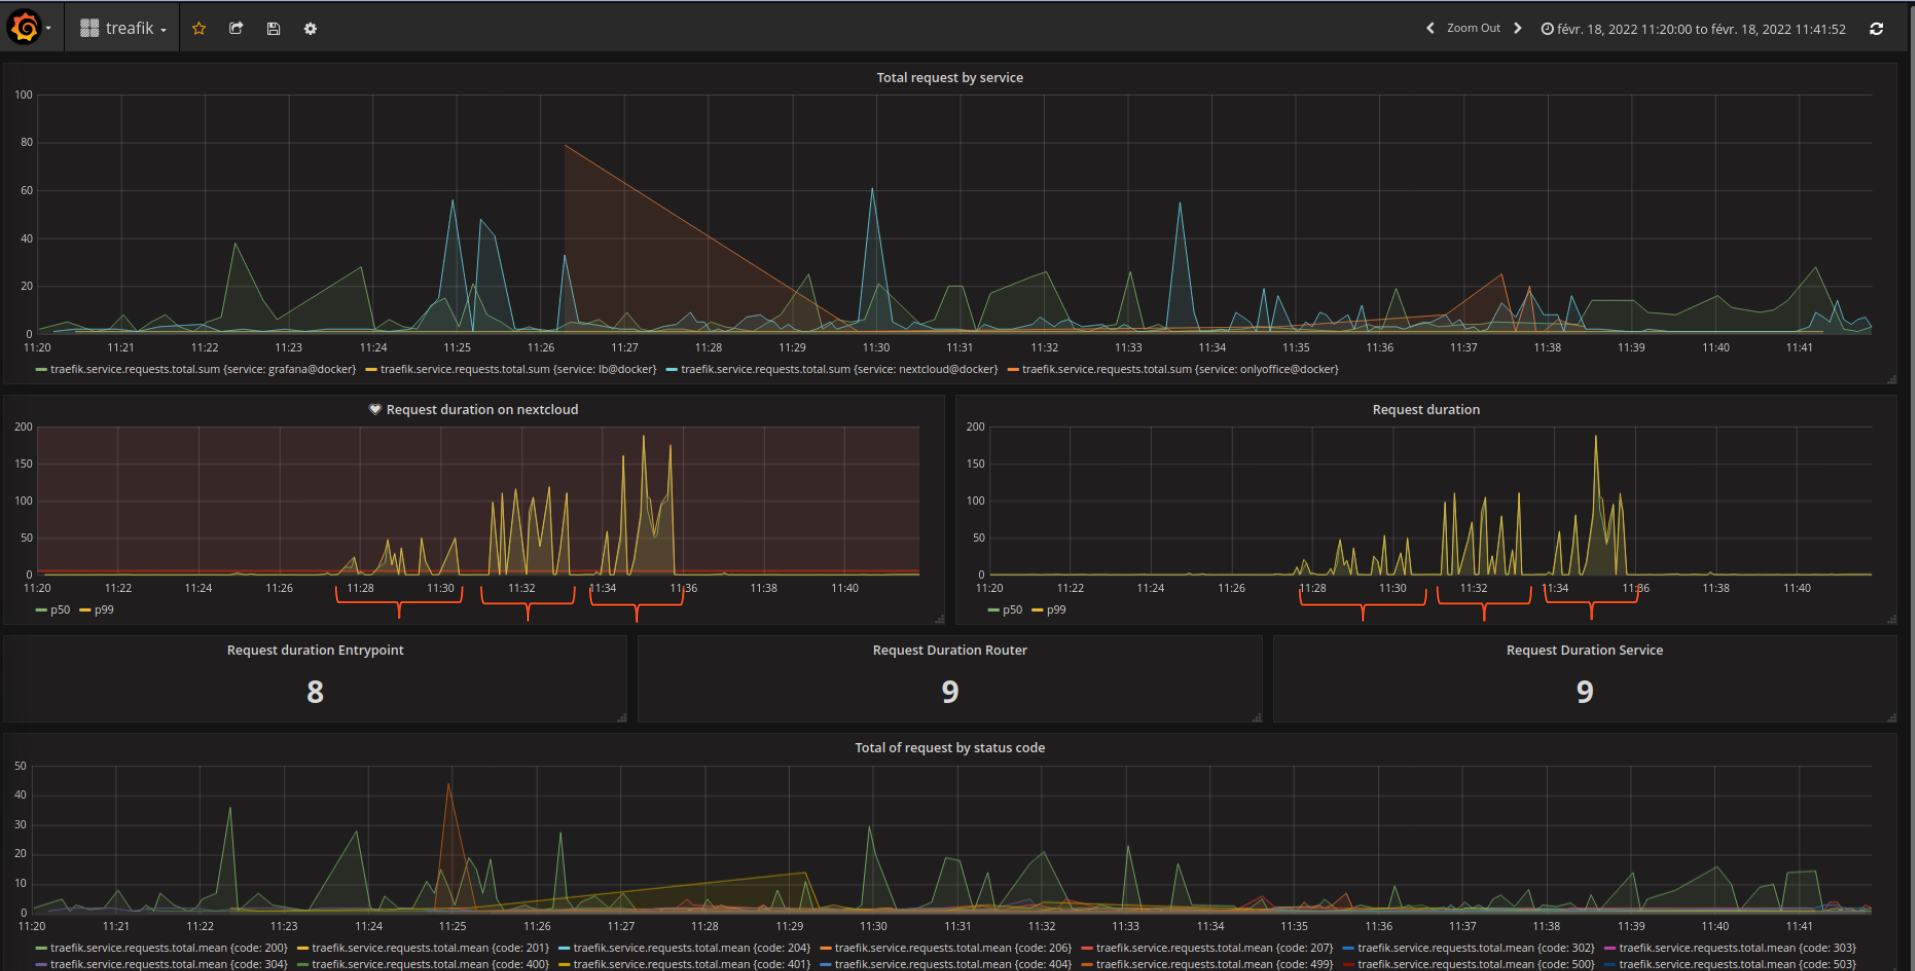 treafik
Zoom Out
févr. 18, 2022 11:20:00 to févr. 18, 2022 11:41:52
Total request by service
100
80
60
40
20
0
11:20 11:21 11:22 11:23 11:24 11:25 11:26 11:27 11:28 11:29 11:30 11:31 11:32 11:33 11:34 11:35 11:36 11:37 11:38 11:39 11:40 11:41
traefik.service.requests.total.sum {service: grafana@docker} traefik.service.requests.total.sum {service: lb@docker} traefik.service.requests.total.sum {service: nextcloud@docker} traefik.service.requests.total.sum {service: onlyoffice@docker}
Request duration on nextcloud
200
150
100
50
0
11:20 11:22 11:24 11:26 11:28 11:30 11:32 11:34 11:36 11:38 11:40
p50 p99
Request duration
200
150
100
50
0
11:20 11:22 11:24 11:26 11:28 11:30 11:32 11:34 11:36 11:38 11:40
p50 p99
Request duration Entrypoint
8
Request Duration Router
9
Request Duration Service
9
Total of request by status code
50
40
30
20
10
0
11:20 11:21 11:22 11:23 11:24 11:25 11:26 11:27 11:28 11:29 11:30 11:31 11:32 11:33 11:34 11:35 11:36 11:37 11:38 11:39 11:40 11:41
traefik.service.requests.total.mean {code: 200} traefik.service.requests.total.mean {code: 201} traefik.service.requests.total.mean {code: 204} traefik.service.requests.total.mean {code: 206} traefik.service.requests.total.mean {code: 207} traefik.service.requests.total.mean {code: 302} traefik.service.requests.total.mean {code: 303}
traefik.service.requests.total.mean {code: 304} traefik.service.requests.total.mean {code: 400} traefik.service.requests.total.mean {code: 401} traefik.service.requests.total.mean {code: 404} traefik.service.requests.total.mean {code: 499} traefik.service.requests.total.mean {code: 500} traefik.service.requests.total.mean {code: 503}